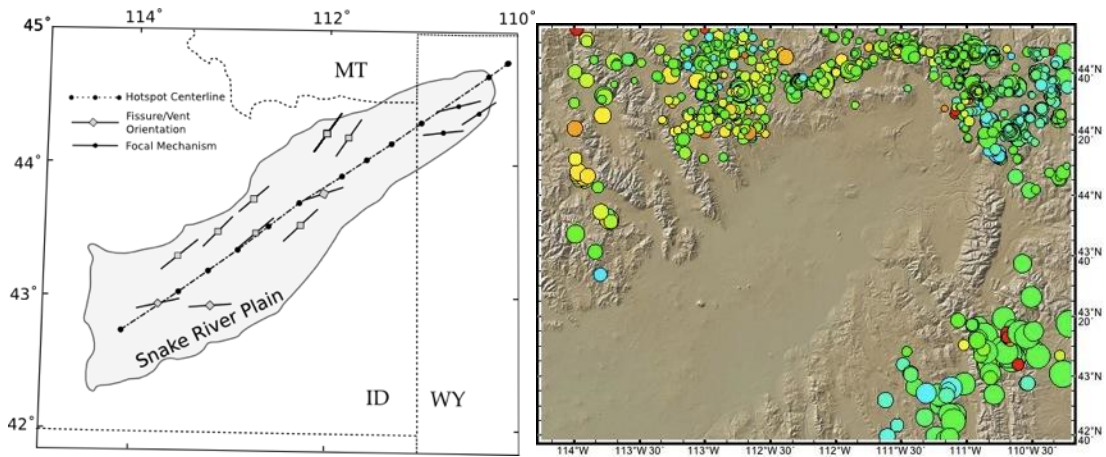 45° 112° 110°
MT
Hotspot Centerline
Fissure/Vent
Orientation
Focal Mechanism
44°
43°
Snake River Plain
ID WY
42°
114° 112°
44°N
40'
44°N
20'
44°N
43°N
40'
43°N
20'
43°N
42°N
40'
114°W 113°W 30' 113°W 112°W 30' 112°W 111°W 30' 111°W 110°W 30'